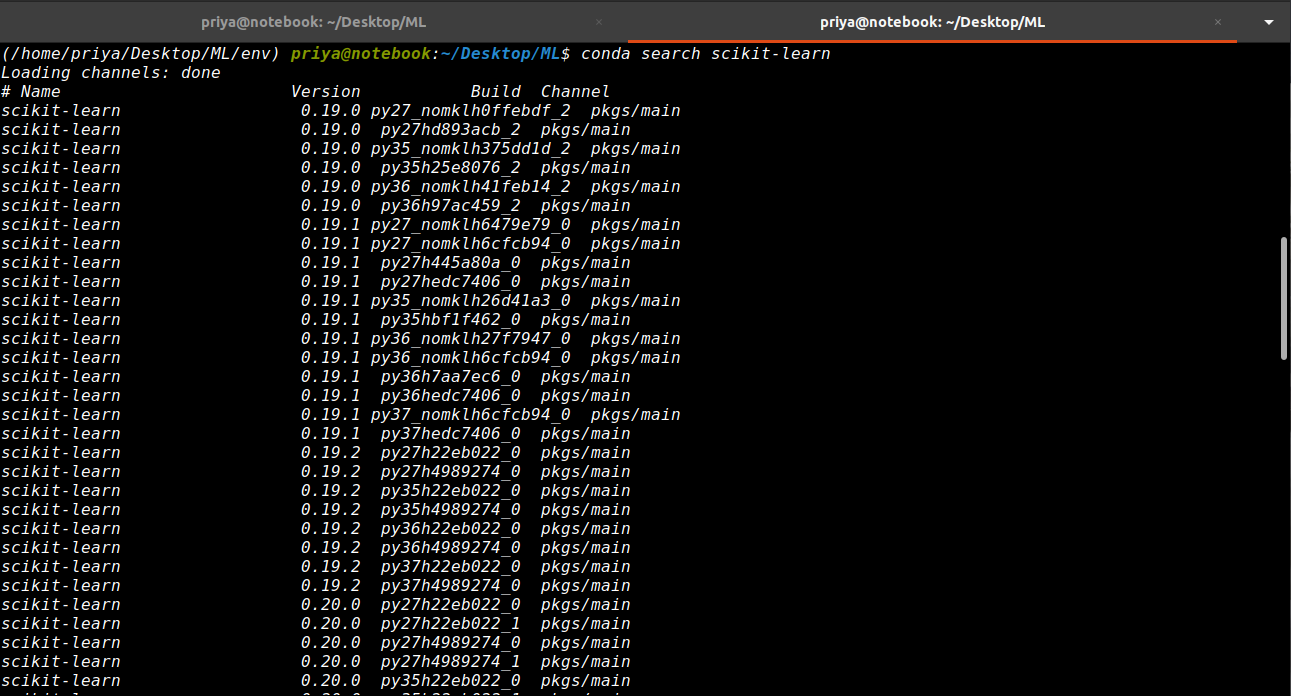 priya@notebook: ~/Desktop/ML × priya@notebook: ~/Desktop/ML ×
(/home/priya/Desktop/ML/env) priya@notebook:~/Desktop/ML$ conda search scikit-learn
Loading channels: done
# Name Version Build Channel
scikit-learn 0.19.0 py27_nomklh0ffebdf_2 pkgs/main
scikit-learn 0.19.0 py27hd893acb_2 pkgs/main
scikit-learn 0.19.0 py35_nomklh375dd1d_2 pkgs/main
scikit-learn 0.19.0 py35h25e8076_2 pkgs/main
scikit-learn 0.19.0 py36_nomklh41feb14_2 pkgs/main
scikit-learn 0.19.0 py36h97ac459_2 pkgs/main
scikit-learn 0.19.1 py27_nomklh6479e79_0 pkgs/main
scikit-learn 0.19.1 py27_nomklh6cfcb94_0 pkgs/main
scikit-learn 0.19.1 py27h445a80a_0 pkgs/main
scikit-learn 0.19.1 py27hedc7406_0 pkgs/main
scikit-learn 0.19.1 py35_nomklh26d41a3_0 pkgs/main
scikit-learn 0.19.1 py35hbf1f462_0 pkgs/main
scikit-learn 0.19.1 py36_nomklh27f7947_0 pkgs/main
scikit-learn 0.19.1 py36_nomklh6cfcb94_0 pkgs/main
scikit-learn 0.19.1 py36h7aa7ec6_0 pkgs/main
scikit-learn 0.19.1 py36hedc7406_0 pkgs/main
scikit-learn 0.19.1 py37_nomklh6cfcb94_0 pkgs/main
scikit-learn 0.19.1 py37hedc7406_0 pkgs/main
scikit-learn 0.19.2 py27h22eb022_0 pkgs/main
scikit-learn 0.19.2 py27h4989274_0 pkgs/main
scikit-learn 0.19.2 py35h22eb022_0 pkgs/main
scikit-learn 0.19.2 py35h4989274_0 pkgs/main
scikit-learn 0.19.2 py36h22eb022_0 pkgs/main
scikit-learn 0.19.2 py36h4989274_0 pkgs/main
scikit-learn 0.19.2 py37h22eb022_0 pkgs/main
scikit-learn 0.19.2 py37h4989274_0 pkgs/main
scikit-learn 0.20.0 py27h22eb022_0 pkgs/main
scikit-learn 0.20.0 py27h22eb022_1 pkgs/main
scikit-learn 0.20.0 py27h4989274_0 pkgs/main
scikit-learn 0.20.0 py27h4989274_1 pkgs/main
scikit-learn 0.20.0 py35h22eb022_0 pkgs/main